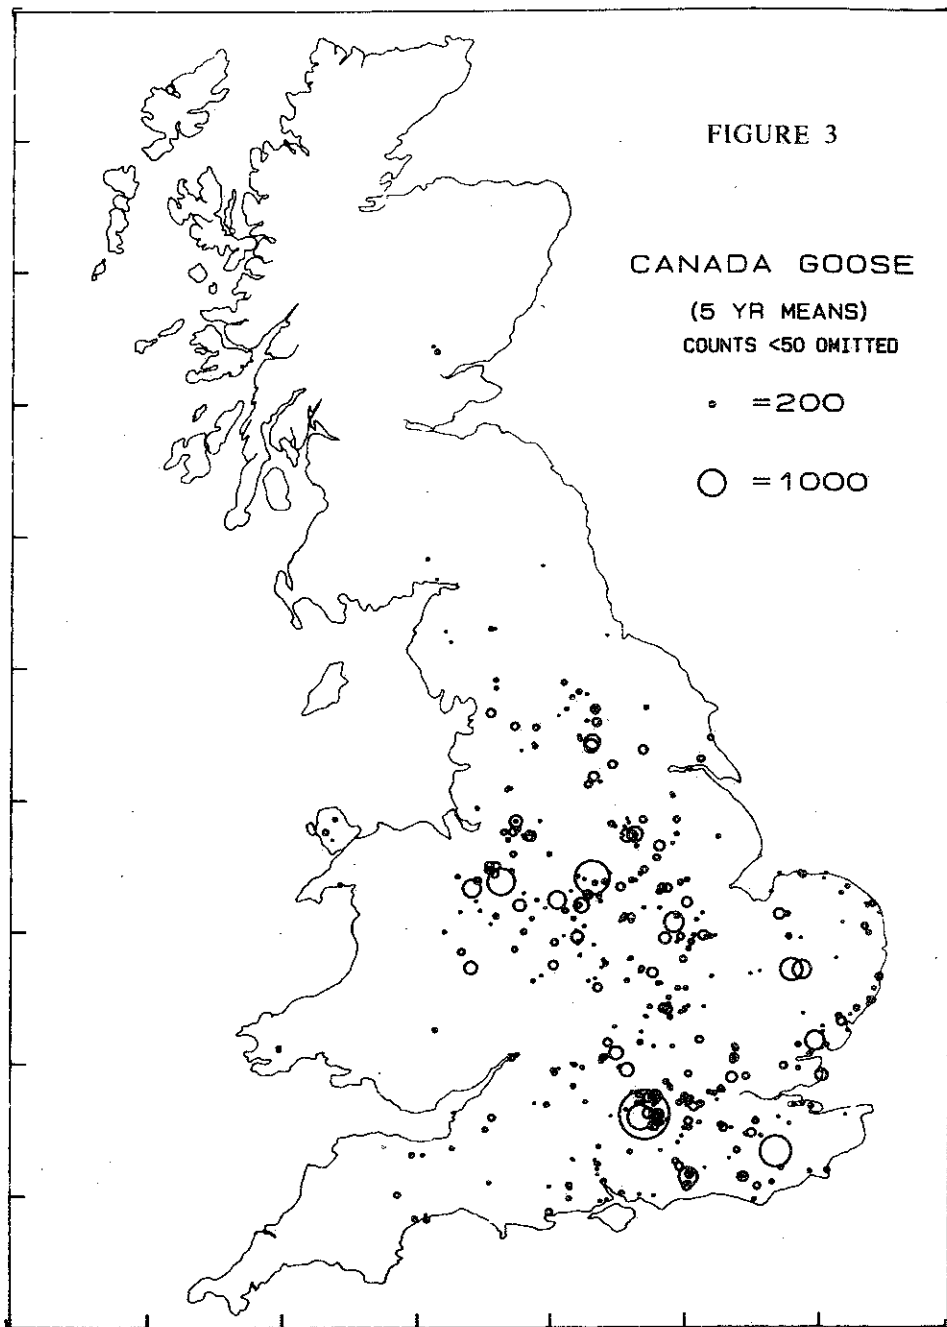 FIGURE 3
CANADA GOOSE
(5 YR MEANS)
COUNTS <50 OMITTED
=200
=1000